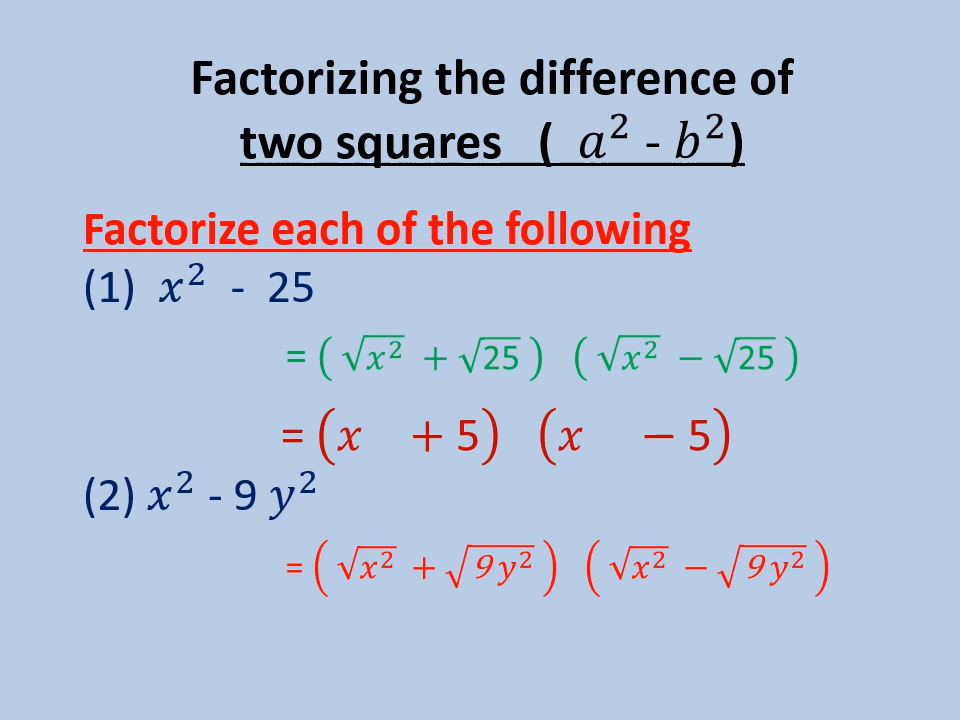 Factorizing the difference of
two squares ( 𝑎² - 𝑏²)
Factorize each of the following
(1) 𝑥² - 25
= ( √𝑥² + √25 ) ( √𝑥² − √25 )
= (𝑥 + 5) (𝑥 − 5)
(2) 𝑥² - 9 𝑦²
= ( √𝑥² + √9𝑦² ) ( √𝑥² − √9𝑦² )